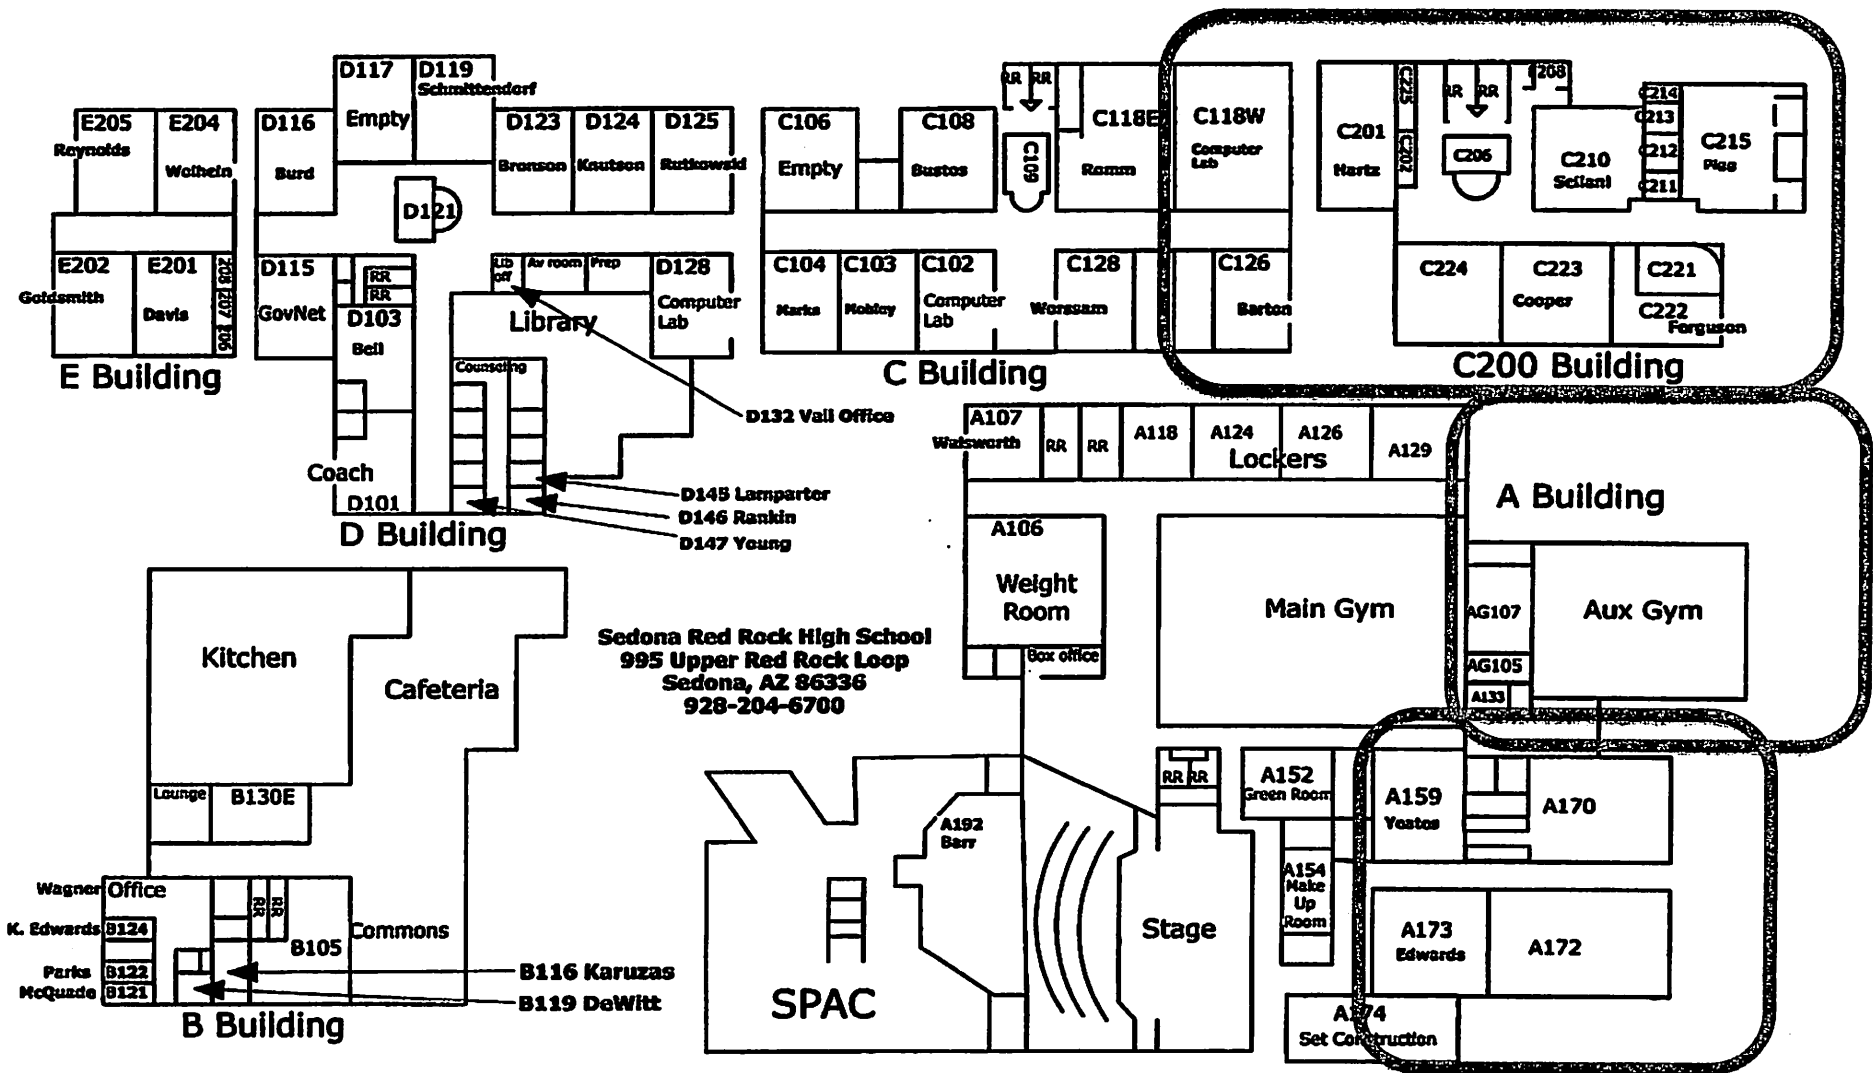 E205
Reynolds
E204
Wolhein
E202
Goldsmith
E201
Davis
208
207
206
E Building
D116
Burd
D117
Empty
D119
Schmittendorf
D123
Bronson
D124
Knutson
D125
Rutkowski
D121
D115
GovNet
RR
RR
D103
Bell
Lib
off
Av room
Prep
D128
Computer
Lab
Library
Counseling
Coach
D101
D Building
D132 Vail Office
D145 Lamparter
D146 Rankin
D147 Young
C106
Empty
C108
Bustos
RR
RR
C109
C118E
Ramm
C118W
Computer
Lab
C104
Marks
C103
Mobley
C102
Computer
Lab
C128
Worssam
C126
Barton
C Building
C201
Hartz
C225
C202
RR
RR
C206
C210
Scilani
C214
C213
C212
C211
C215
Pigg
C224
C223
Cooper
C221
C222
Ferguson
C200 Building
A107
Walsworth
RR
RR
A118
A124
A126
Lockers
A129
A Building
A106
Weight
Room
Box office
Main Gym
AG107
AG105
A133
Aux Gym
Sedona Red Rock High School
995 Upper Red Rock Loop
Sedona, AZ 86336
928-204-6700
Kitchen
Cafeteria
Lounge
B130E
Wagner
Office
K. Edwards
B124
Parks
B122
McQuade
B121
RR
RR
B105
Commons
B116 Karuzas
B119 DeWitt
B Building
SPAC
A192
Barr
Stage
RR
RR
A152
Green Room
A154
Make
Up
Room
A159
Yeates
A170
A173
Edwards
A172
A174
Set Construction